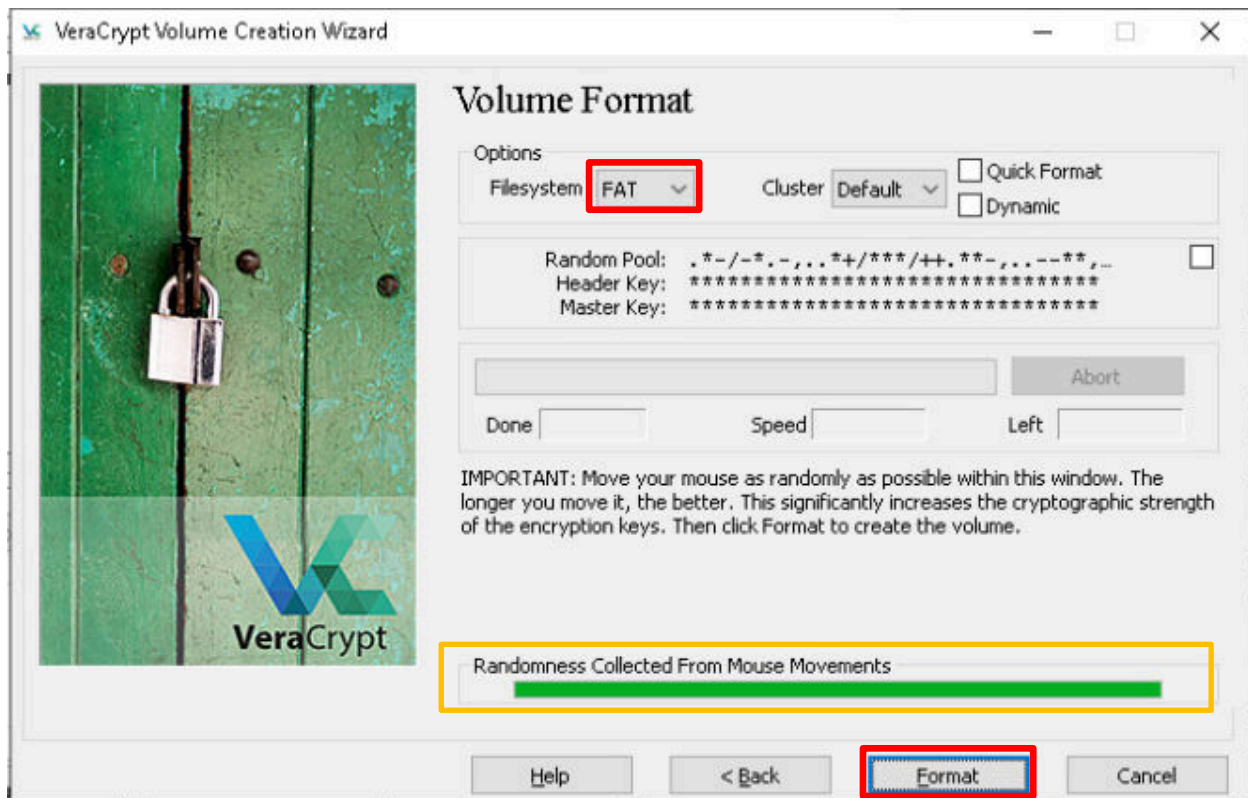 VeraCrypt Volume Creation Wizard
Volume Format
Options
Filesystem FAT Cluster Default Quick Format
Dynamic
Random Pool: .*-/-*.-,..*+/***/++.**-,..--**,...
Header Key: ********************************
Master Key: ********************************
Abort
Done Speed Left
IMPORTANT: Move your mouse as randomly as possible within this window. The
longer you move it, the better. This significantly increases the cryptographic strength
of the encryption keys. Then click Format to create the volume.
VeraCrypt
Randomness Collected From Mouse Movements
Help < Back Format Cancel